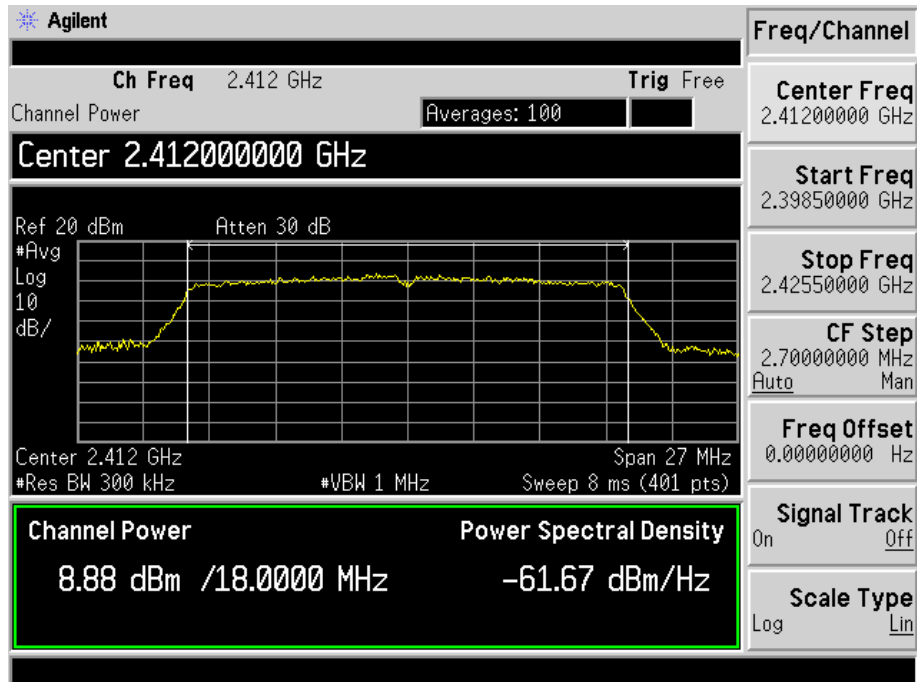 Agilent
Freq/Channel
Ch Freq 2.412 GHz Trig Free
Channel Power Averages: 100
Center 2.412000000 GHz
Ref 20 dBm Atten 30 dB
#Avg
Log
10
dB/
Center 2.412 GHz Span 27 MHz
#Res BW 300 kHz #VBW 1 MHz Sweep 8 ms (401 pts)
Channel Power Power Spectral Density
8.88 dBm /18.0000 MHz -61.67 dBm/Hz
Center Freq
2.41200000 GHz
Start Freq
2.39850000 GHz
Stop Freq
2.42550000 GHz
CF Step
2.70000000 MHz
Auto Man
Freq Offset
0.00000000 Hz
Signal Track
On Off
Scale Type
Log Lin